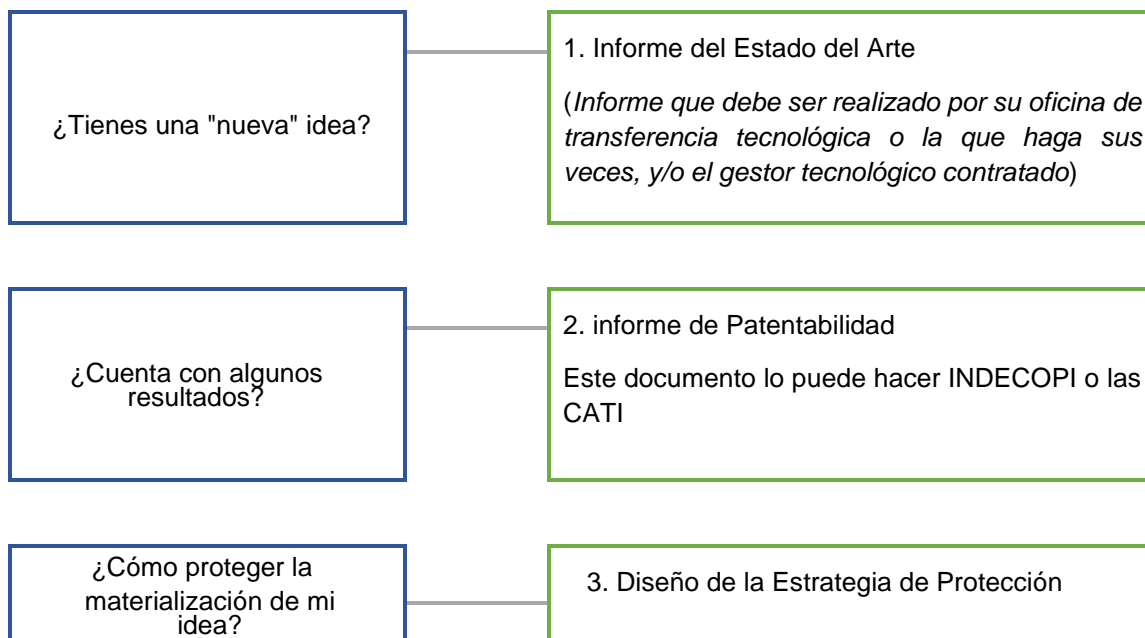 ¿Tienes una "nueva" idea?
1. Informe del Estado del Arte
(Informe que debe ser realizado por su oficina de
transferencia tecnológica o la que haga sus
veces, y/o el gestor tecnológico contratado)
¿Cuenta con algunos
resultados?
2. informe de Patentabilidad
Este documento lo puede hacer INDECOPI o las
CATI
¿Cómo proteger la
materialización de mi
idea?
3. Diseño de la Estrategia de Protección